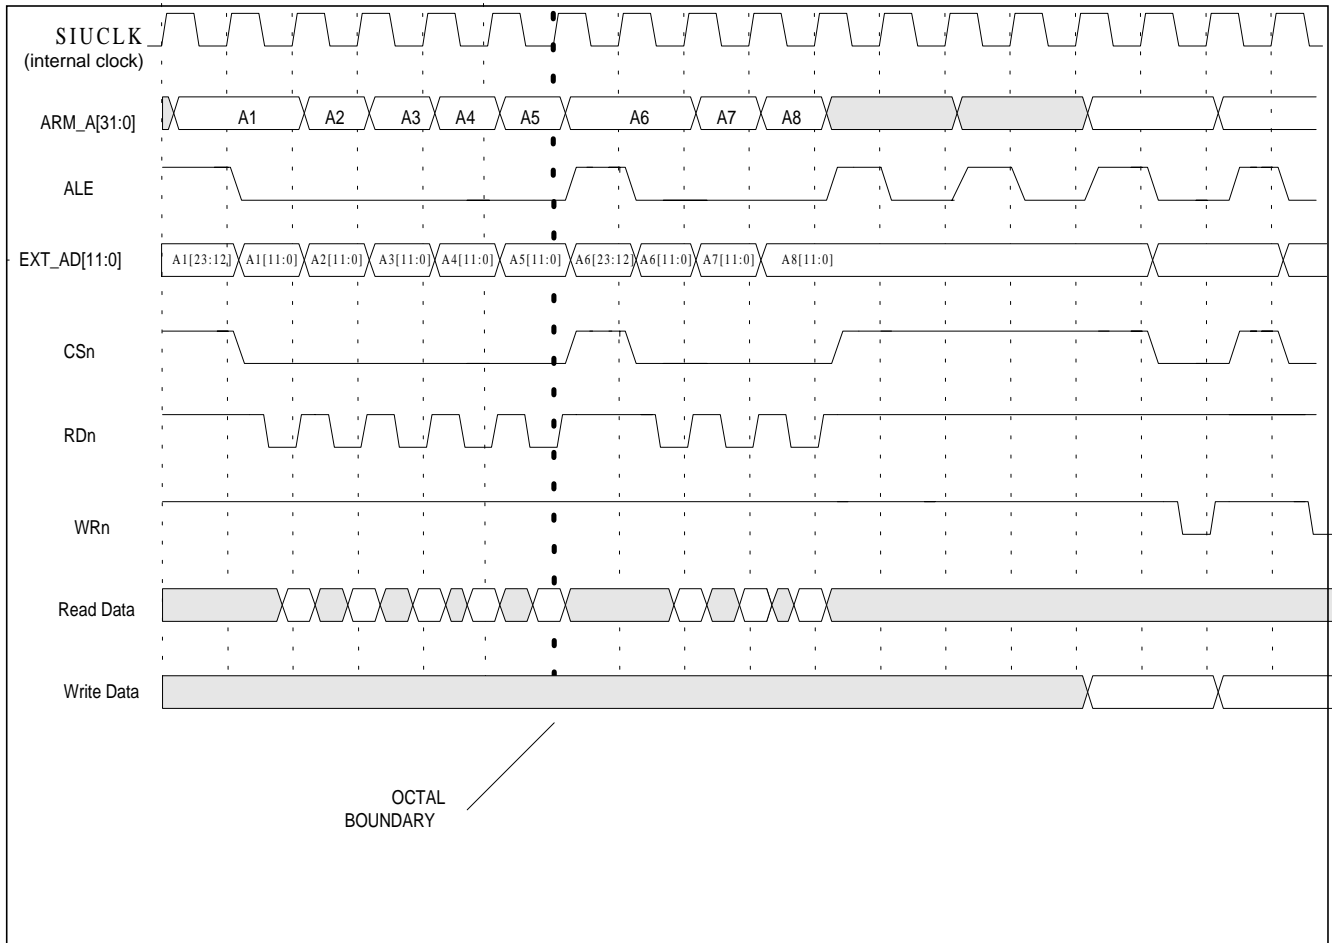 SIUCLK
(internal clock)
ARM_A[31:0]
A1 A2 A3 A4 A5 A6 A7 A8
ALE
EXT_AD[11:0]
A1[23:12] A1[11:0] A2[11:0] A3[11:0] A4[11:0] A5[11:0] A6[23:12] A6[11:0] A7[11:0] A8[11:0]
CSn
RDn
WRn
Read Data
Write Data
OCTAL
BOUNDARY